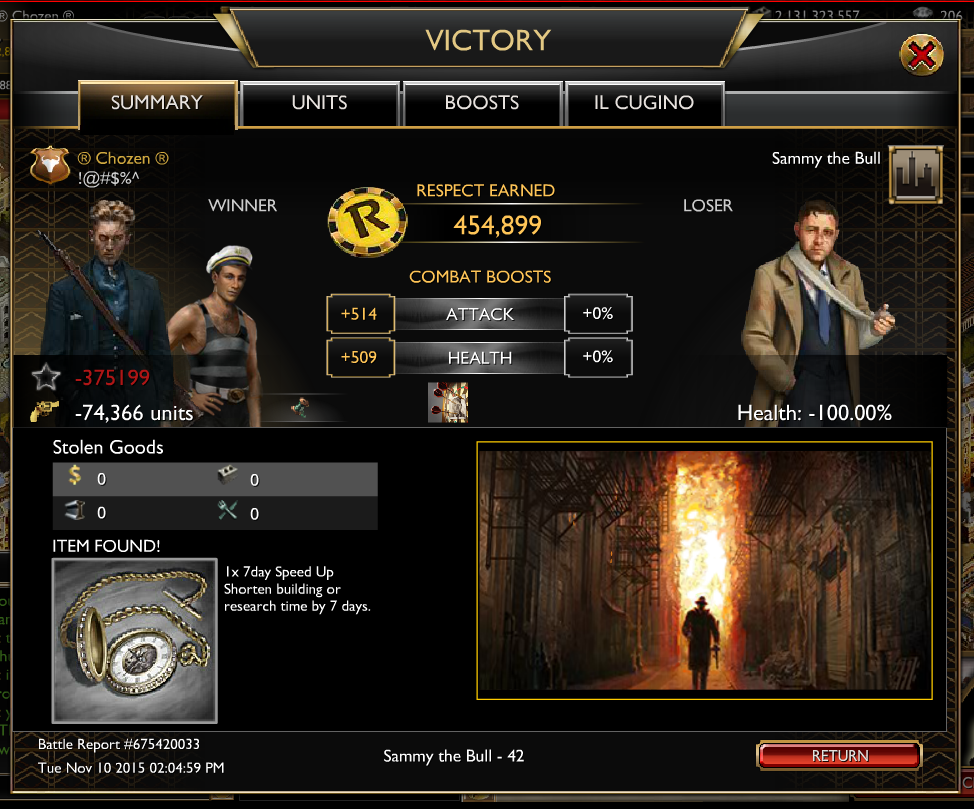 ® Chozen ®
2,131,323,557
206
VICTORY
SUMMARY
UNITS
BOOSTS
IL CUGINO
® Chozen ®
!@#$%^
Sammy the Bull
WINNER
RESPECT EARNED
LOSER
R
454,899
COMBAT BOOSTS
+514
ATTACK
+0%
+509
HEALTH
+0%
-375199
-74,366 units
Health: -100.00%
Stolen Goods
$ 0
0
0
0
ITEM FOUND!
1x 7day Speed Up
Shorten building or
research time by 7 days.
Battle Report #675420033
Tue Nov 10 2015 02:04:59 PM
Sammy the Bull - 42
RETURN